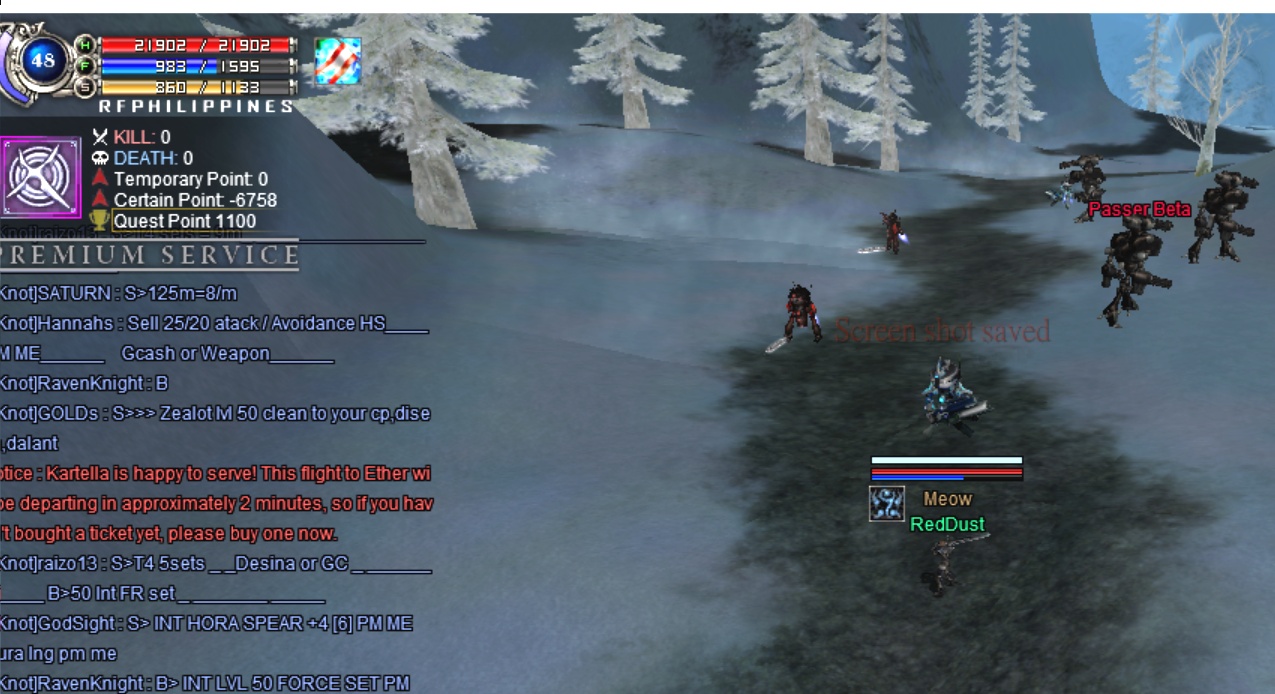 48
H 21902 / 21902
F 983 / 1595
S 860 / 1133
RFPHILIPPINES
KILL: 0
DEATH: 0
Temporary Point: 0
Certain Point: -6758
Quest Point 1100
PREMIUM SERVICE
Knot]SATURN : S>125m=8/m
Knot]Hannahs : Sell 25/20 atack / Avoidance HS____
M ME______ Gcash or Weapon______
Knot]RavenKnight : B
Knot]GOLDs : S>>> Zealot lvl 50 clean to your cp,dise
,dalant
otice : Kartella is happy to serve! This flight to Ether wi
be departing in approximately 2 minutes, so if you hav
't bought a ticket yet, please buy one now.
Knot]raizo13 : S>T4 5sets _ _Desina or GC _ _______
____ B>50 Int FR set_ _______ _______
Knot]GodSight : S> INT HORA SPEAR +4 [6] PM ME
ura lng pm me
Knot]RavenKnight : B> INT LVL 50 FORCE SET PM
Passer Beta
Screen shot saved
Meow
RedDust